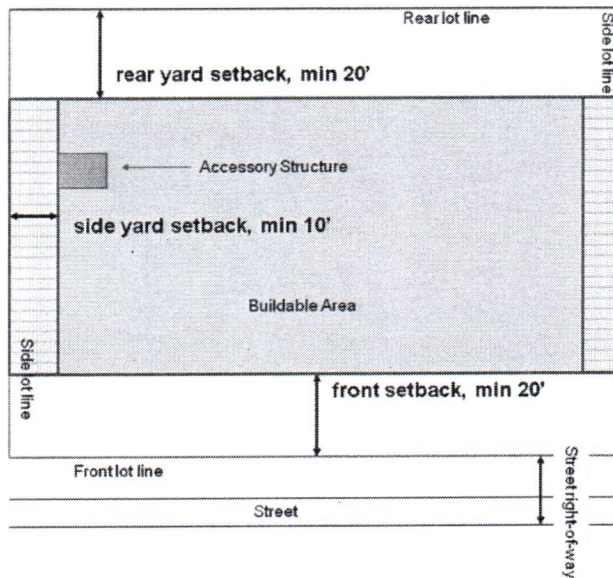 Rear lot line
Side lot line
rear yard setback, min 20'
Accessory Structure
side yard setback, min 10'
Buildable Area
Side lot line
front setback, min 20'
Front lot line
Street
Street right-of-way